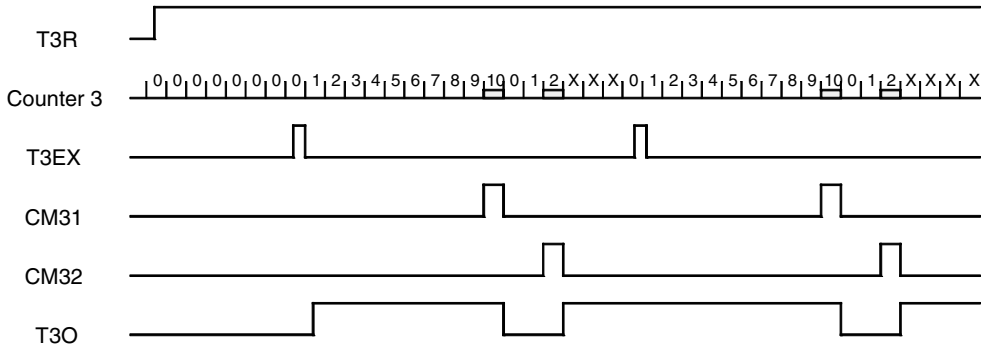 T3R
Counter 3 0 0 0 0 0 0 0 0 1 2 3 4 5 6 7 8 9 10 0 1 2 X X X 0 1 2 3 4 5 6 7 8 9 10 0 1 2 X X X X
T3EX
CM31
CM32
T3O